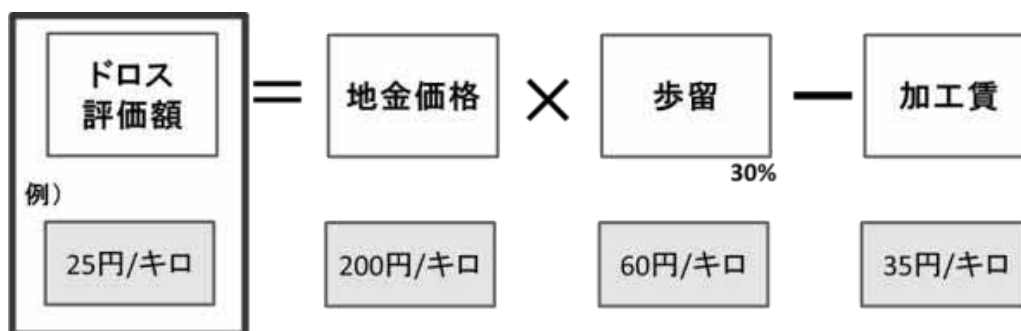 ドロス
評価額
=
地金価格
×
歩留
ー
加工賃
30%
例）
25円/キロ
200円/キロ
60円/キロ
35円/キロ